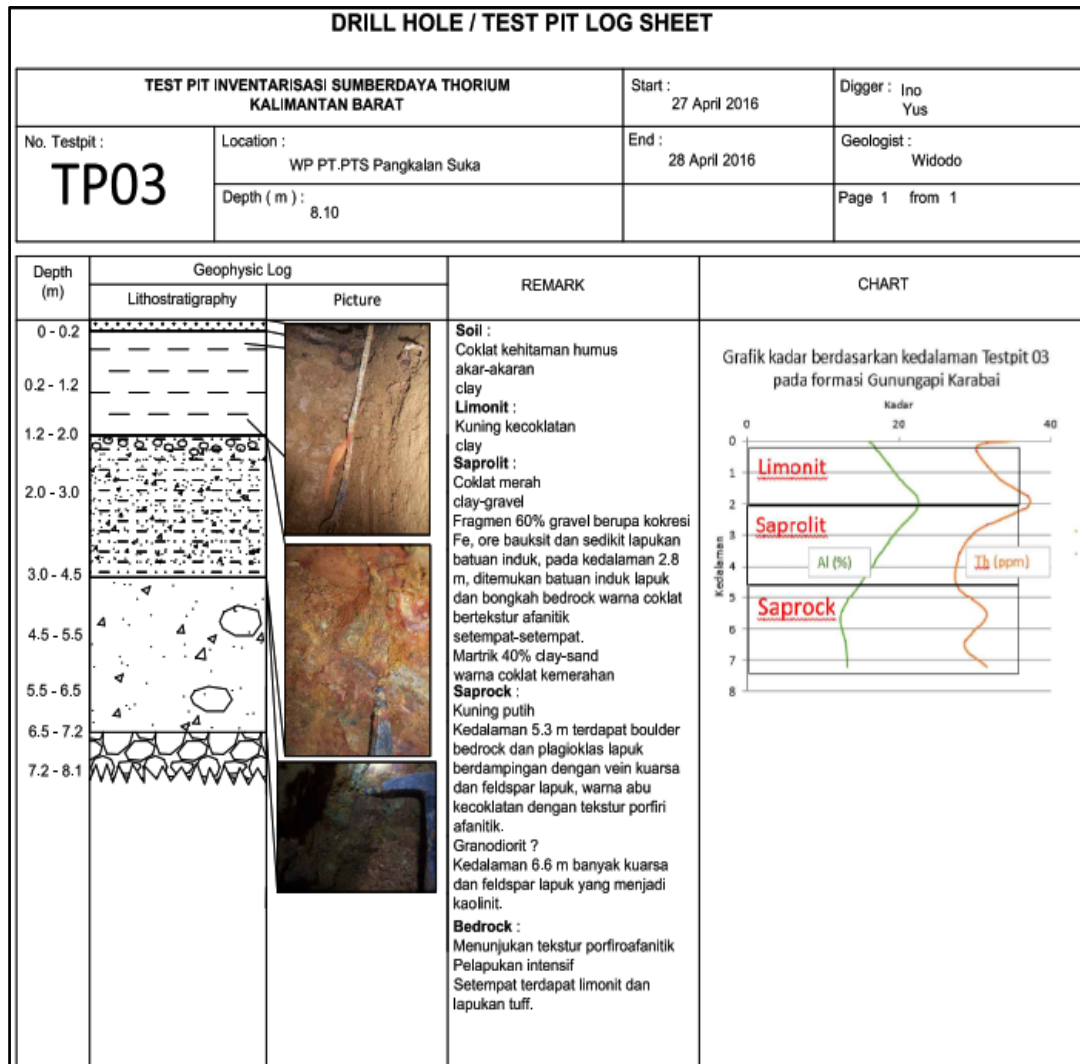 DRILL HOLE / TEST PIT LOG SHEET
TEST PIT INVENTARISASI SUMBERDAYA THORIUM
KALIMANTAN BARAT
Start :
27 April 2016
Digger : Ino
Yus
No. Testpit :
TP03
Location :
WP PT.PTS Pangkalan Suka
End :
28 April 2016
Geologist :
Widodo
Depth ( m ) :
8.10
Page 1 from 1
Depth
(m)
Geophysic Log
Lithostratigraphy
Picture
REMARK
CHART
0 - 0.2
0.2 - 1.2
1.2 - 2.0
2.0 - 3.0
3.0 - 4.5
4.5 - 5.5
5.5 - 6.5
6.5 - 7.2
7.2 - 8.1
Soil :
Coklat kehitaman humus
akar-akaran
clay
Limonit :
Kuning kecoklatan
clay
Saprolit :
Coklat merah
clay-gravel
Fragmen 60% gravel berupa kokresi
Fe, ore bauksit dan sedikit lapukan
batuan induk, pada kedalaman 2.8
m, ditemukan batuan induk lapuk
dan bongkah bedrock warna coklat
bertekstur afanitik
setempat-setempat.
Martrik 40% clay-sand
warna coklat kemerahan
Saprock :
Kuning putih
Kedalaman 5.3 m terdapat boulder
bedrock dan plagioklas lapuk
berdampingan dengan vein kuarsa
dan feldspar lapuk, warna abu
kecoklatan dengan tekstur porfiri
afanitik.
Granodiorit ?
Kedalaman 6.6 m banyak kuarsa
dan feldspar lapuk yang menjadi
kaolinit.
Bedrock :
Menunjukan tekstur porfiroafanitik
Pelapukan intensif
Setempat terdapat limonit dan
lapukan tuff.
Grafik kadar berdasarkan kedalaman Testpit 03
pada formasi Gunungapi Karabai
Kadar
0 20 40
Kedalaman
0
1
2
3
4
5
6
7
8
Limonit
Saprolit
Al (%)
Th (ppm)
Saprock